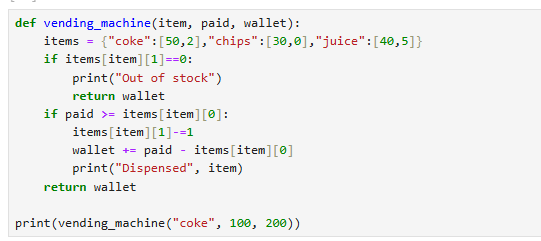 def vending_machine(item, paid, wallet):
    items = {"coke":[50,2],"chips":[30,0],"juice":[40,5]}
    if items[item][1]==0:
        print("Out of stock")
        return wallet
    if paid >= items[item][0]:
        items[item][1]-=1
        wallet += paid - items[item][0]
        print("Dispensed", item)
    return wallet

print(vending_machine("coke", 100, 200))